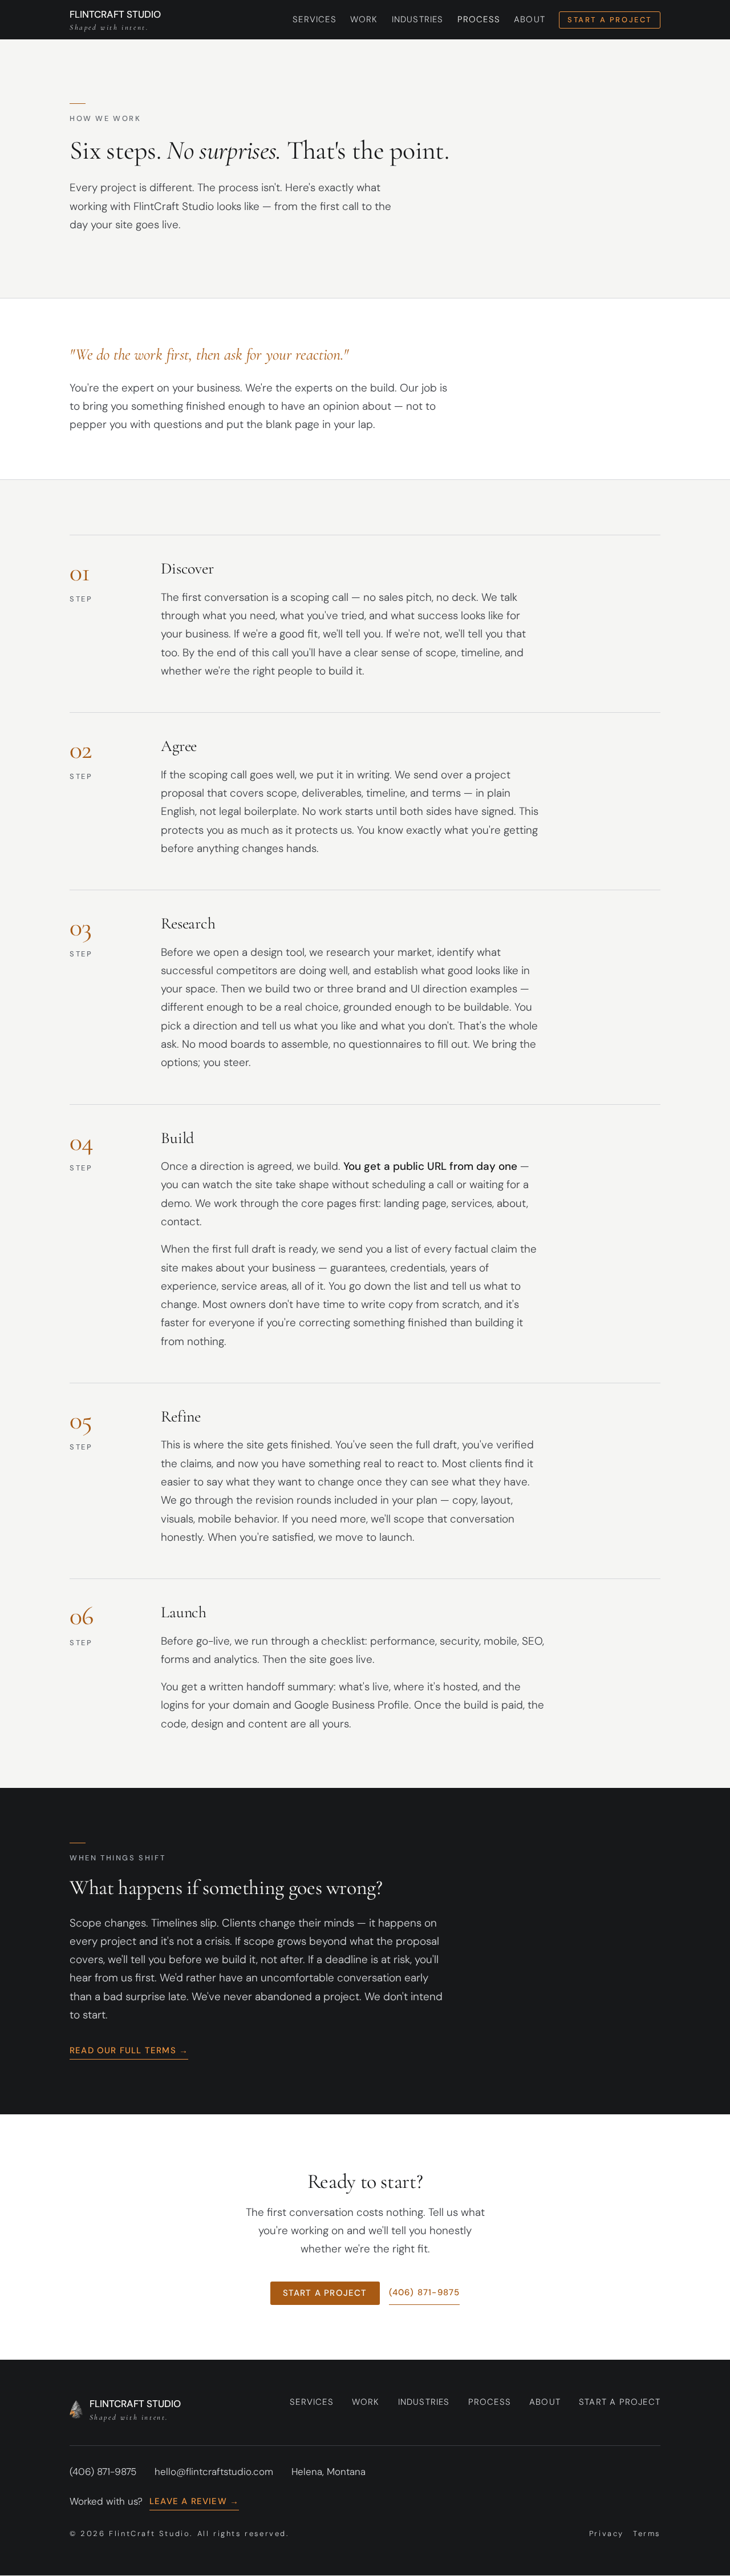 FLINTCRAFT STUDIO
Shaped with intent.
SERVICES WORK INDUSTRIES PROCESS ABOUT START A PROJECT
HOW WE WORK
Six steps. No surprises. That's the point.
Every project is different. The process isn't. Here's exactly what
working with FlintCraft Studio looks like — from the first call to the
day your site goes live.
"We do the work first, then ask for your reaction."
You're the expert on your business. We're the experts on the build. Our job is
to bring you something finished enough to have an opinion about — not to
pepper you with questions and put the blank page in your lap.
01
STEP
Discover
The first conversation is a scoping call — no sales pitch, no deck. We talk
through what you need, what you've tried, and what success looks like for
your business. If we're a good fit, we'll tell you. If we're not, we'll tell you that
too. By the end of this call you'll have a clear sense of scope, timeline, and
whether we're the right people to build it.
02
STEP
Agree
If the scoping call goes well, we put it in writing. We send over a project
proposal that covers scope, deliverables, timeline, and terms — in plain
English, not legal boilerplate. No work starts until both sides have signed. This
protects you as much as it protects us. You know exactly what you're getting
before anything changes hands.
03
STEP
Research
Before we open a design tool, we research your market, identify what
successful competitors are doing well, and establish what good looks like in
your space. Then we build two or three brand and UI direction examples —
different enough to be a real choice, grounded enough to be buildable. You
pick a direction and tell us what you like and what you don't. That's the whole
ask. No mood boards to assemble, no questionnaires to fill out. We bring the
options; you steer.
04
STEP
Build
Once a direction is agreed, we build. You get a public URL from day one —
you can watch the site take shape without scheduling a call or waiting for a
demo. We work through the core pages first: landing page, services, about,
contact.
When the first full draft is ready, we send you a list of every factual claim the
site makes about your business — guarantees, credentials, years of
experience, service areas, all of it. You go down the list and tell us what to
change. Most owners don't have time to write copy from scratch, and it's
faster for everyone if you're correcting something finished than building it
from nothing.
05
STEP
Refine
This is where the site gets finished. You've seen the full draft, you've verified
the claims, and now you have something real to react to. Most clients find it
easier to say what they want to change once they can see what they have.
We go through the revision rounds included in your plan — copy, layout,
visuals, mobile behavior. If you need more, we'll scope that conversation
honestly. When you're satisfied, we move to launch.
06
STEP
Launch
Before go-live, we run through a checklist: performance, security, mobile, SEO,
forms and analytics. Then the site goes live.
You get a written handoff summary: what's live, where it's hosted, and the
logins for your domain and Google Business Profile. Once the build is paid, the
code, design and content are all yours.
WHEN THINGS SHIFT
What happens if something goes wrong?
Scope changes. Timelines slip. Clients change their minds — it happens on
every project and it's not a crisis. If scope grows beyond what the proposal
covers, we'll tell you before we build it, not after. If a deadline is at risk, you'll
hear from us first. We'd rather have an uncomfortable conversation early
than a bad surprise late. We've never abandoned a project. We don't intend
to start.
READ OUR FULL TERMS →
Ready to start?
The first conversation costs nothing. Tell us what
you're working on and we'll tell you honestly
whether we're the right fit.
START A PROJECT (406) 871-9875
FLINTCRAFT STUDIO
Shaped with intent.
SERVICES WORK INDUSTRIES PROCESS ABOUT START A PROJECT
(406) 871-9875 hello@flintcraftstudio.com Helena, Montana
Worked with us? LEAVE A REVIEW →
© 2026 FlintCraft Studio. All rights reserved. Privacy Terms